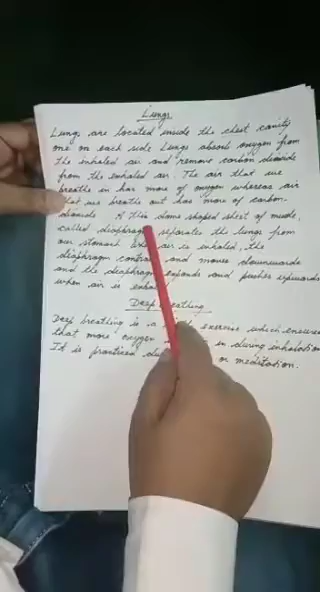 Lungs
Lungs are located inside the chest cavity
one on each side Lungs absorb oxygen from
the inhaled air and remove carbon dioxide
from the exhaled air. The air that we
breathe in has more of oxygen whereas air
that we breathe out has more of carbon.
dioxide. A thin dome shaped sheet of muscle,
called diaphragm separates the lungs from
our stomach when air is inhaled, the
diaphragm contracts and moves downwards
and the deaphragm expands and pushes upwards
when air is
Deep
Deep breathing is a exercise which ensures
that more oxygen in during inhalation
It is practiced or meditation.